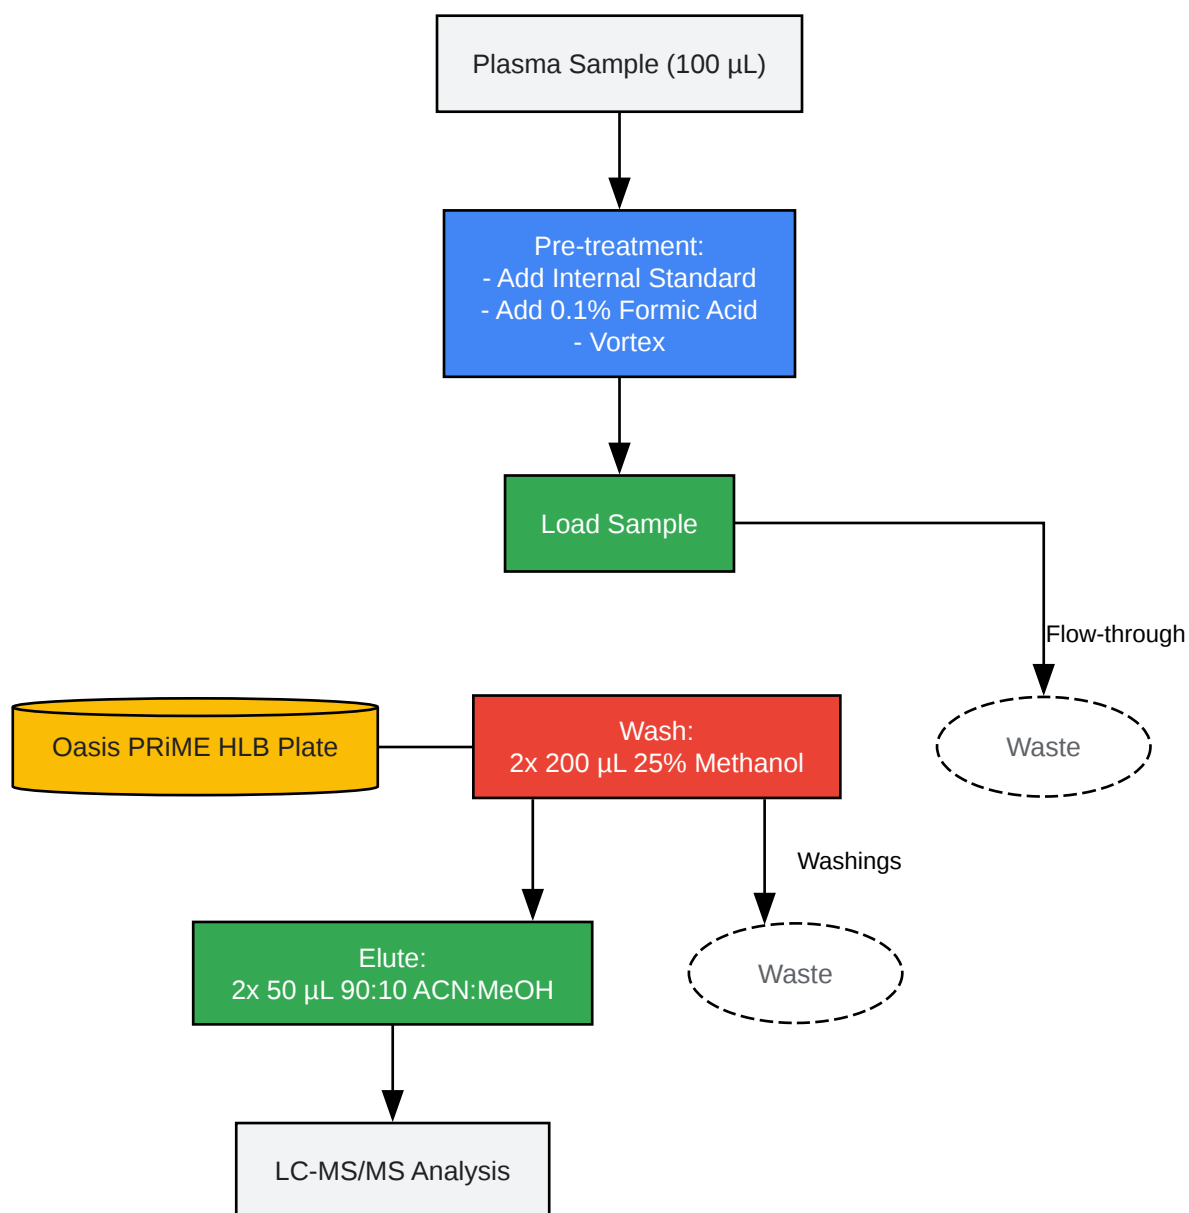 Plasma Sample (100 µL)
Pre-treatment:
- Add Internal Standard
- Add 0.1% Formic Acid
- Vortex
Load Sample
Flow-through
Oasis PRiME HLB Plate
Wash:
2x 200 µL 25% Methanol
Waste
Washings
Elute:
2x 50 µL 90:10 ACN:MeOH
Waste
LC-MS/MS Analysis